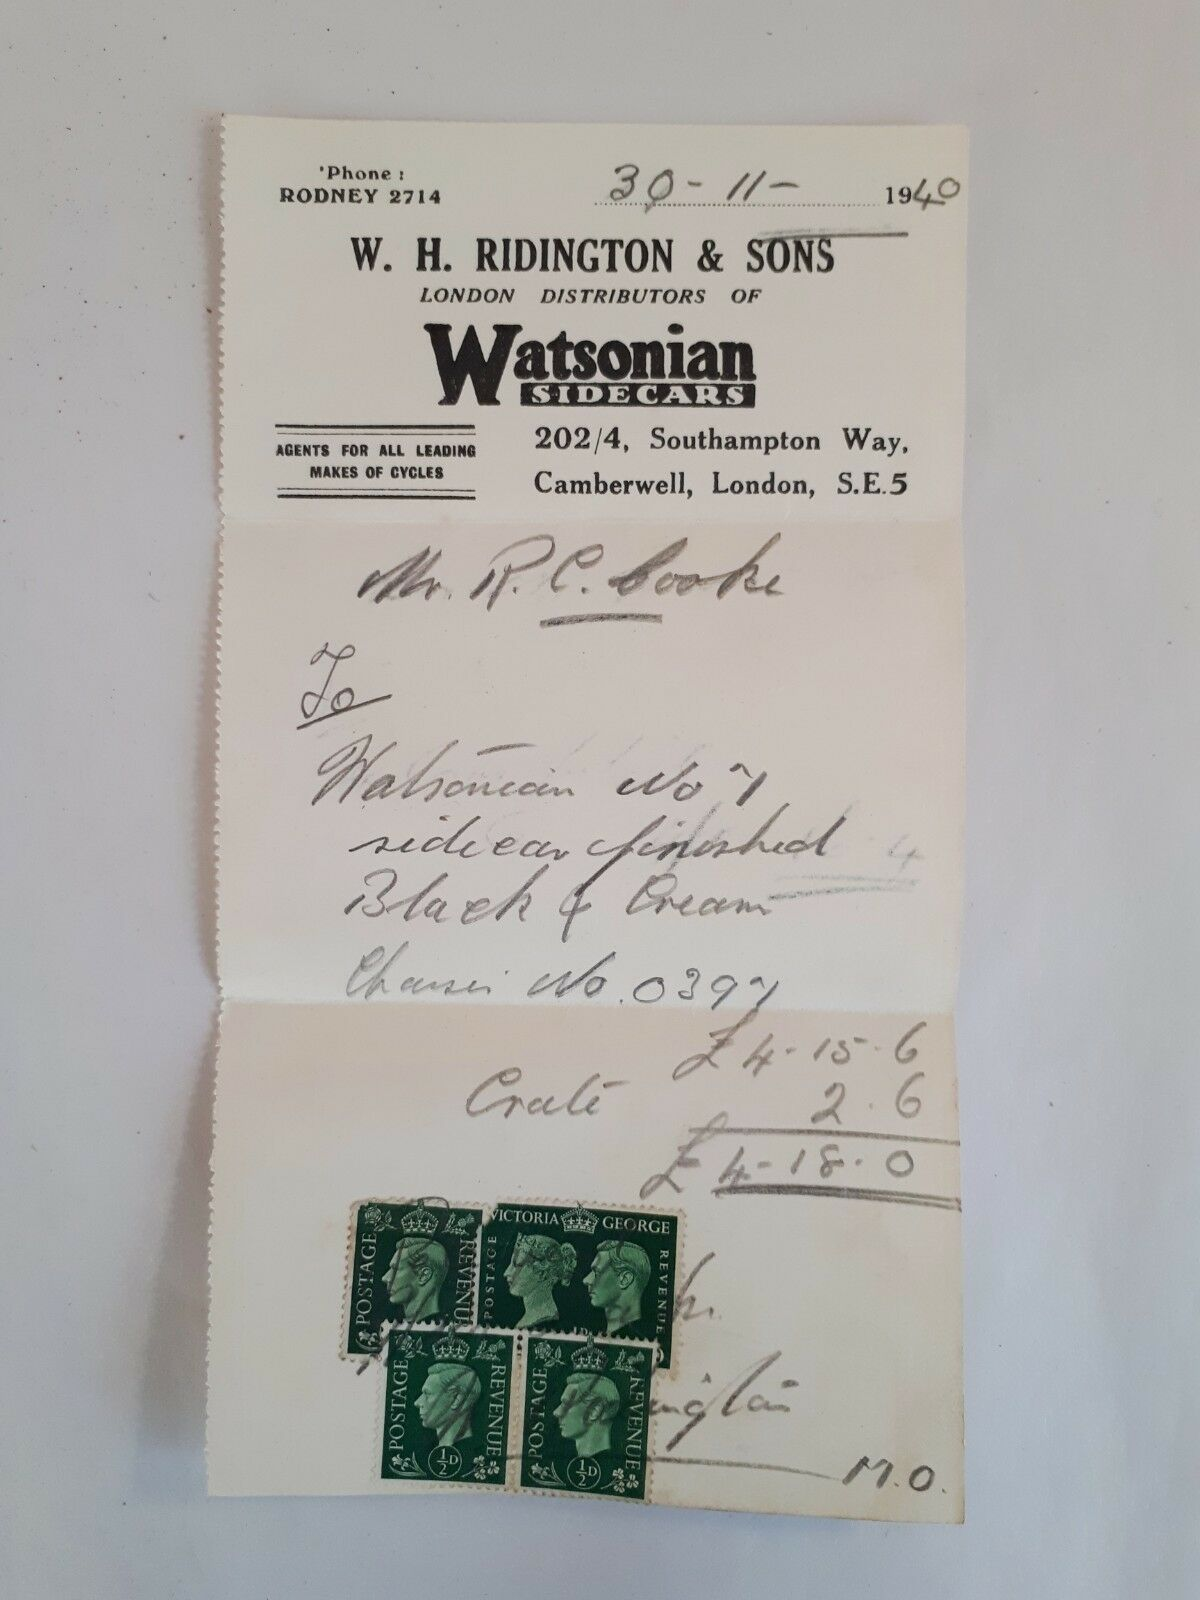 'Phone :
RODNEY 2714
30-11- 1940
W. H. RIDINGTON & SONS
LONDON DISTRIBUTORS OF
Watsonian
SIDECARS
AGENTS FOR ALL LEADING
MAKES OF CYCLES
202/4, Southampton Way,
Camberwell, London, S.E.5
Mr. R. C. Cooke
To
Watsonian No 7
sidecar finished
Black & Cream
Chassis No. 0397
£4-15-6
Crate 2.6
£4-18-0
POSTAGE REVENUE
VICTORIA GEORGE
POSTAGE REVENUE
POSTAGE REVENUE
½D
POSTAGE REVENUE
½D
M.O.